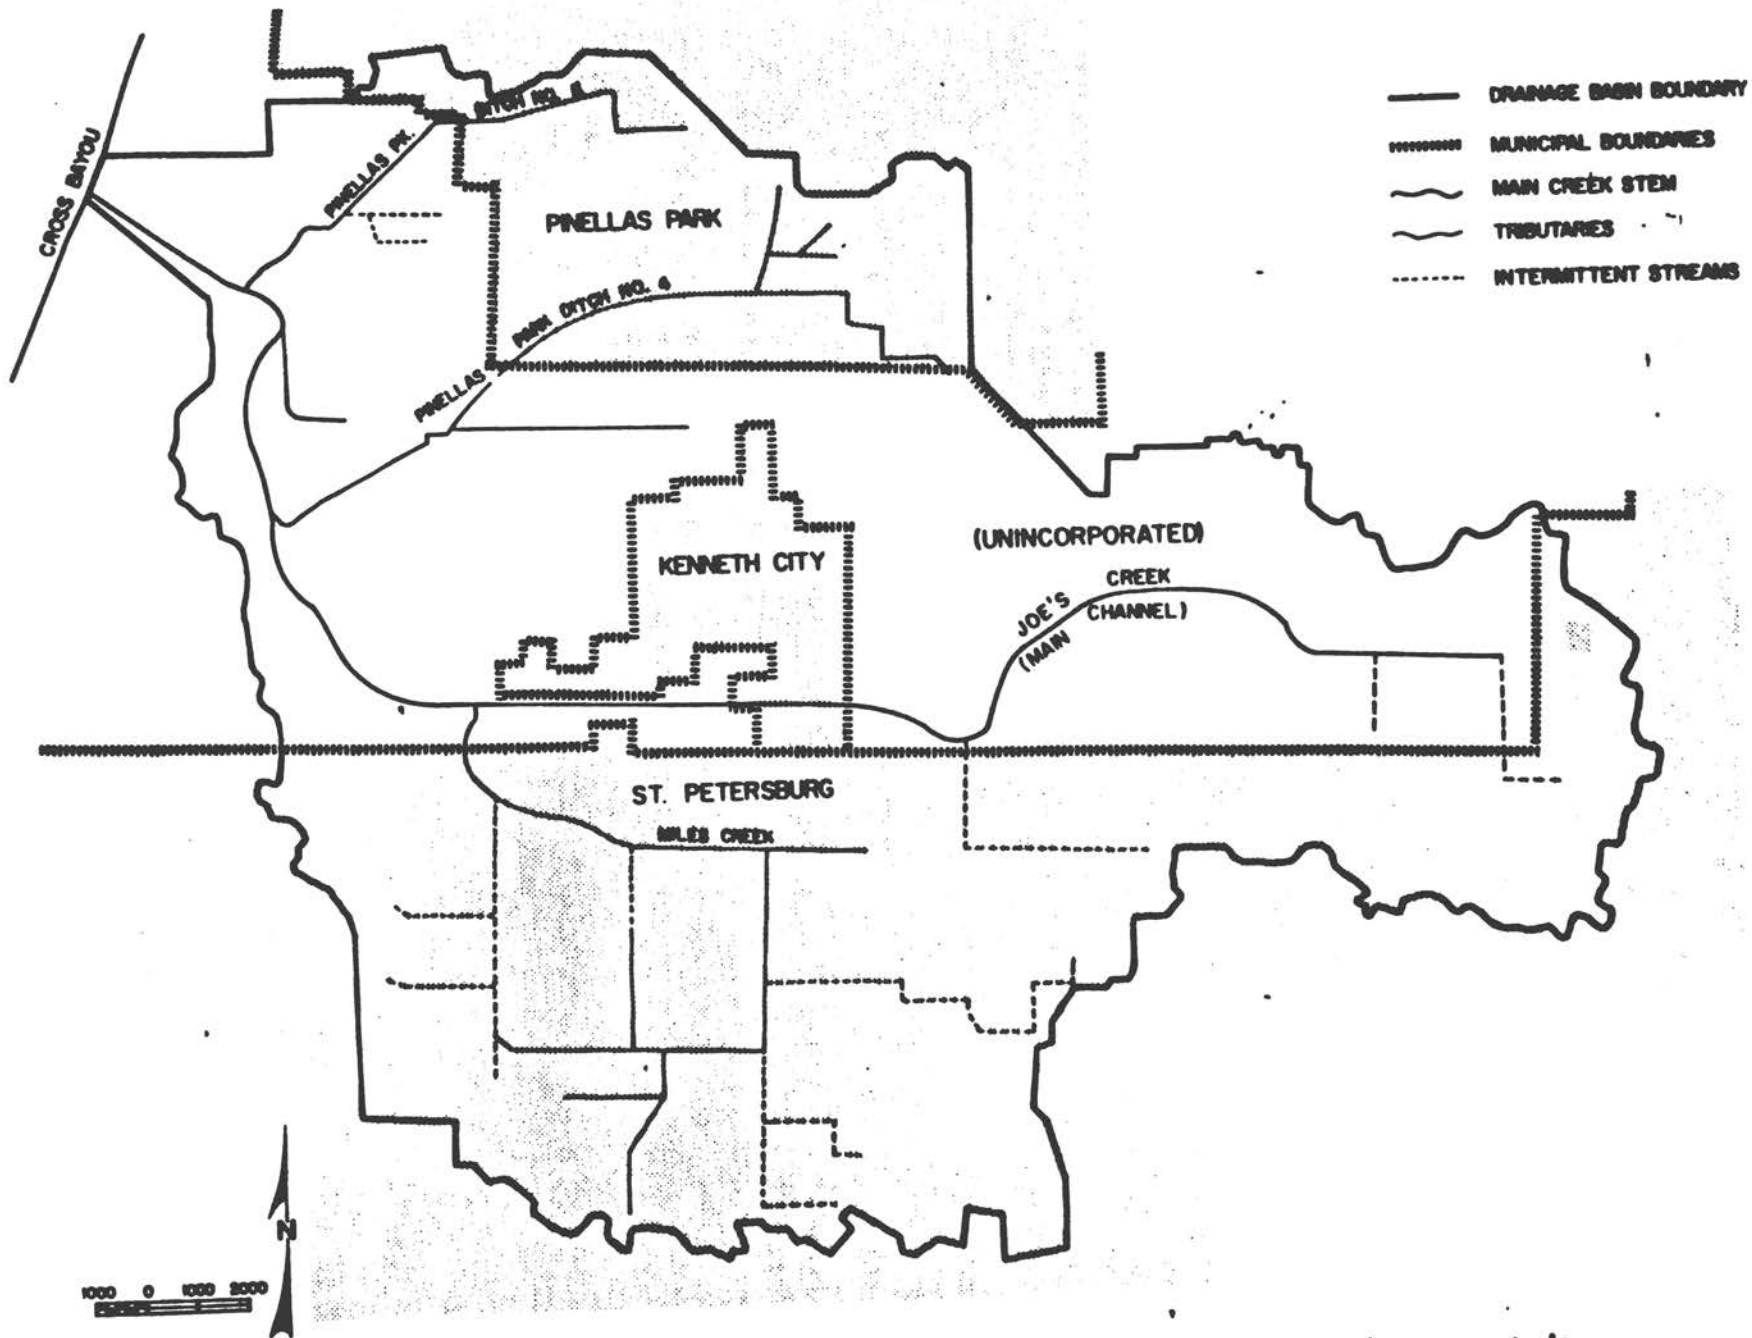 DRAINAGE BASIN BOUNDARY
MUNICIPAL BOUNDARIES
MAIN CREEK STEM
TRIBUTARIES
INTERMITTENT STREAMS
CROSS BAYOU
PINELLAS PK.
DITCH NO.
PINELLAS PARK
PINELLAS PARK DITCH NO. 4
KENNETH CITY
(UNINCORPORATED)
JOE'S CREEK
(MAIN CHANNEL)
ST. PETERSBURG
MILES CREEK
N
1000 0 1000 2000